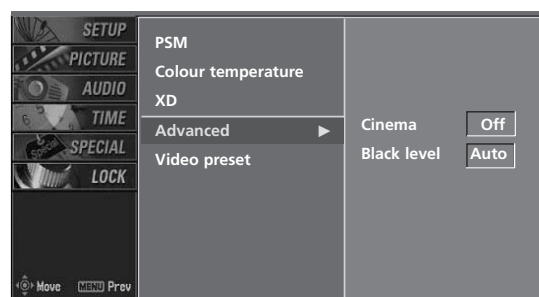 SETUP
PICTURE
AUDIO
TIME
SPECIAL
LOCK
Move MENU Prev
PSM
Colour temperature
XD
Advanced ▶
Video preset
Cinema Off
Black level Auto